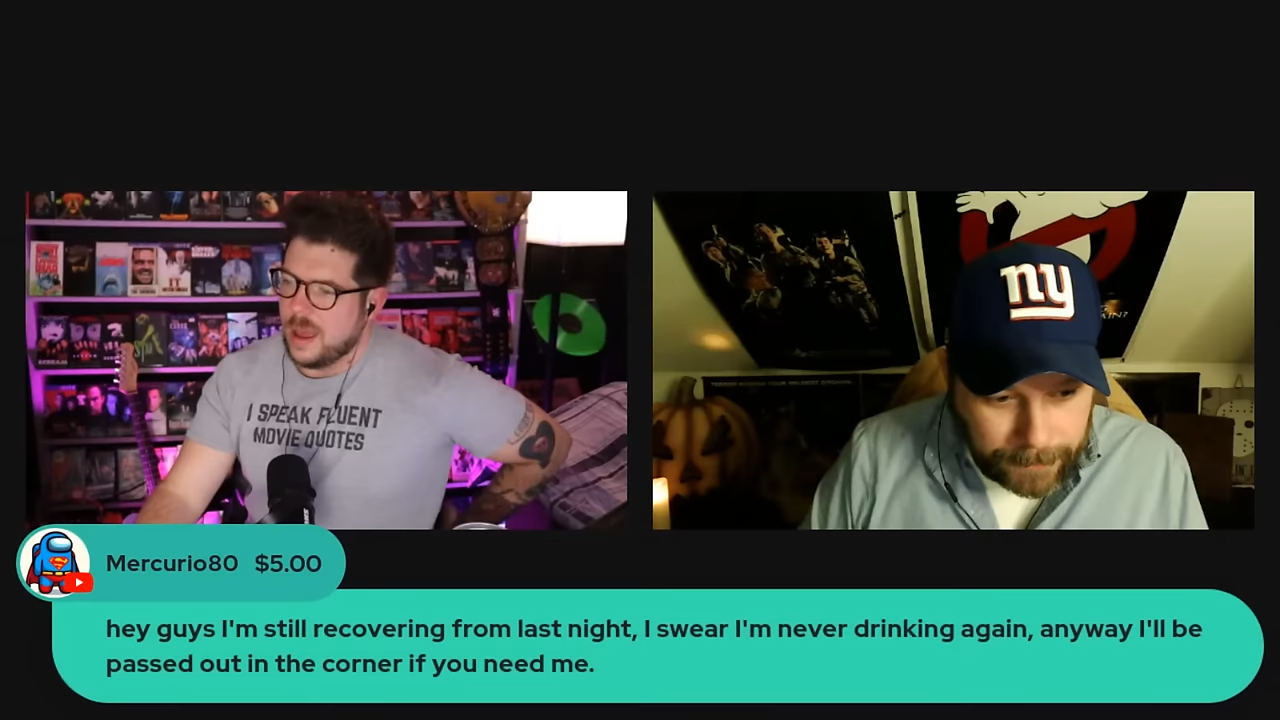 ny
I SPEAK FLUENT
MOVIE QUOTES
Mercurio80 $5.00
hey guys I'm still recovering from last night, I swear I'm never drinking again, anyway I'll be
passed out in the corner if you need me.